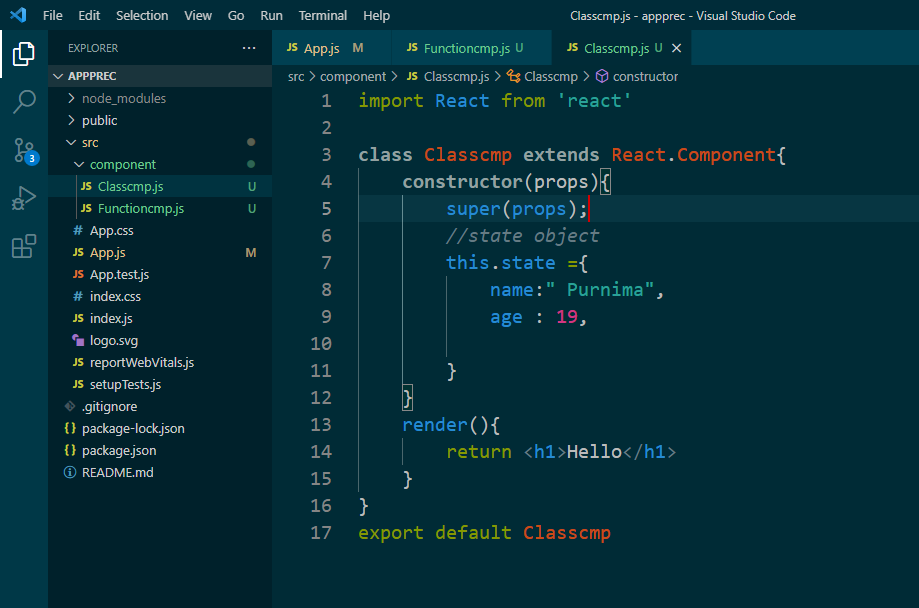 File Edit Selection View Go Run Terminal Help Classcmp.js - appprec - Visual Studio Code
EXPLORER ···
JS App.js M JS Functioncmp.js U JS Classcmp.js U ×
APPPREC
node_modules
public
src
component
JS Classcmp.js U
JS Functioncmp.js U
# App.css
JS App.js M
JS App.test.js
# index.css
JS index.js
logo.svg
JS reportWebVitals.js
JS setupTests.js
.gitignore
{} package-lock.json
{} package.json
README.md
3
src > component > JS Classcmp.js > Classcmp > constructor
1 import React from 'react'
2
3 class Classcmp extends React.Component{
4 constructor(props){
5 super(props);
6 //state object
7 this.state ={
8 name:" Purnima",
9 age : 19,
10
11 }
12 }
13 render(){
14 return <h1>Hello</h1>
15 }
16 }
17 export default Classcmp